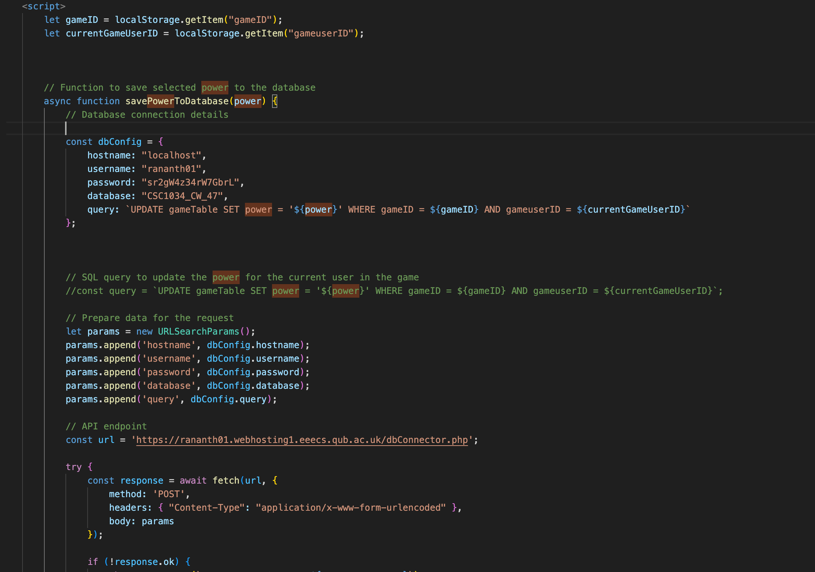 <script>
let gameID = localStorage.getItem("gameID");
let currentGameUserID = localStorage.getItem("gameuserID");
// Function to save selected power to the database
async function savePowerToDatabase(power) {
// Database connection details
const dbConfig = {
hostname: "localhost",
username: "rananth01",
password: "sr2gW4z34rW7GbrL",
database: "CSC1034_CW_47",
query: `UPDATE gameTable SET power = '${power}' WHERE gameID = ${gameID} AND gameuserID = ${currentGameUserID}`
};
// SQL query to update the power for the current user in the game
//const query = `UPDATE gameTable SET power = '${power}' WHERE gameID = ${gameID} AND gameuserID = ${currentGameUserID}`;
// Prepare data for the request
let params = new URLSearchParams();
params.append('hostname', dbConfig.hostname);
params.append('username', dbConfig.username);
params.append('password', dbConfig.password);
params.append('database', dbConfig.database);
params.append('query', dbConfig.query);
// API endpoint
const url = 'https://rananth01.webhosting1.eeecs.qub.ac.uk/dbConnector.php';
try {
const response = await fetch(url, {
method: 'POST',
headers: { "Content-Type": "application/x-www-form-urlencoded" },
body: params
});
if (!response.ok) {